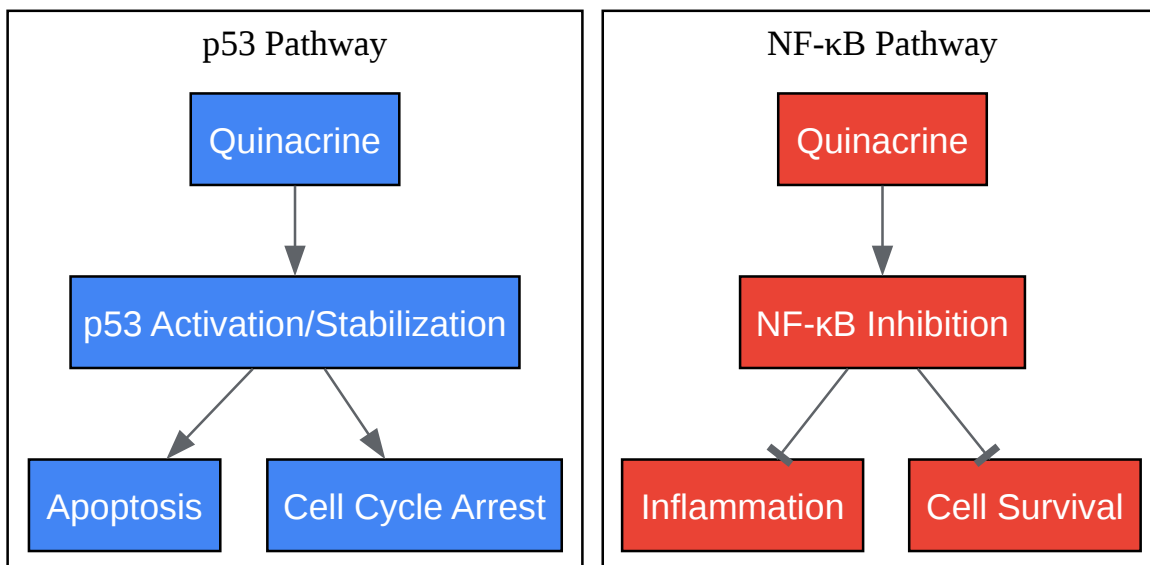 p53 Pathway
Quinacrine
p53 Activation/Stabilization
Apoptosis
Cell Cycle Arrest
NF-κB Pathway
Quinacrine
NF-κB Inhibition
Inflammation
Cell Survival